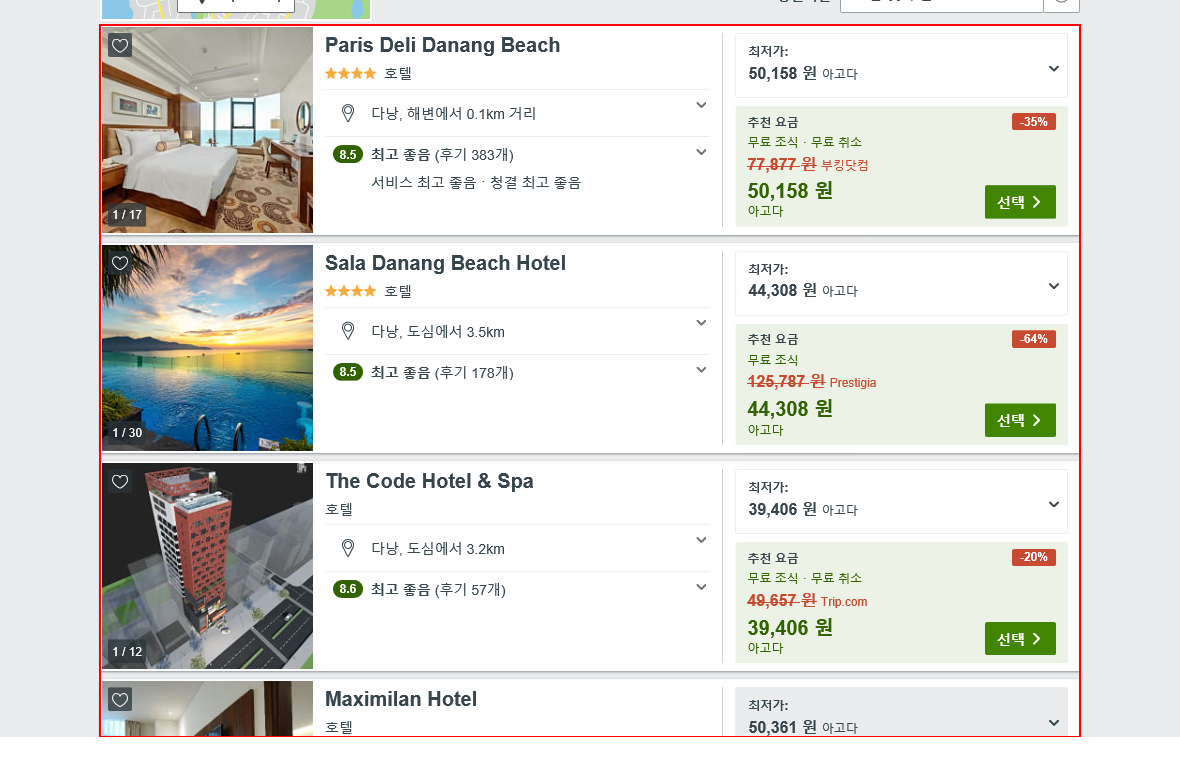 Paris Deli Danang Beach
호텔
다낭, 해변에서 0.1km 거리
8.5 최고 좋음 (후기 383개)
서비스 최고 좋음 · 청결 최고 좋음
1 / 17
최저가:
50,158 원 아고다
추천 요금
-35%
무료 조식 · 무료 취소
77,877 원 부킹닷컴
50,158 원
아고다
선택
Sala Danang Beach Hotel
호텔
다낭, 도심에서 3.5km
8.5 최고 좋음 (후기 178개)
1 / 30
최저가:
44,308 원 아고다
추천 요금
-64%
무료 조식
125,787 원 Prestigia
44,308 원
아고다
선택
The Code Hotel & Spa
호텔
다낭, 도심에서 3.2km
8.6 최고 좋음 (후기 57개)
1 / 12
최저가:
39,406 원 아고다
추천 요금
-20%
무료 조식 · 무료 취소
49,657 원 Trip.com
39,406 원
아고다
선택
Maximilan Hotel
호텔
최저가:
50,361 원 아고다